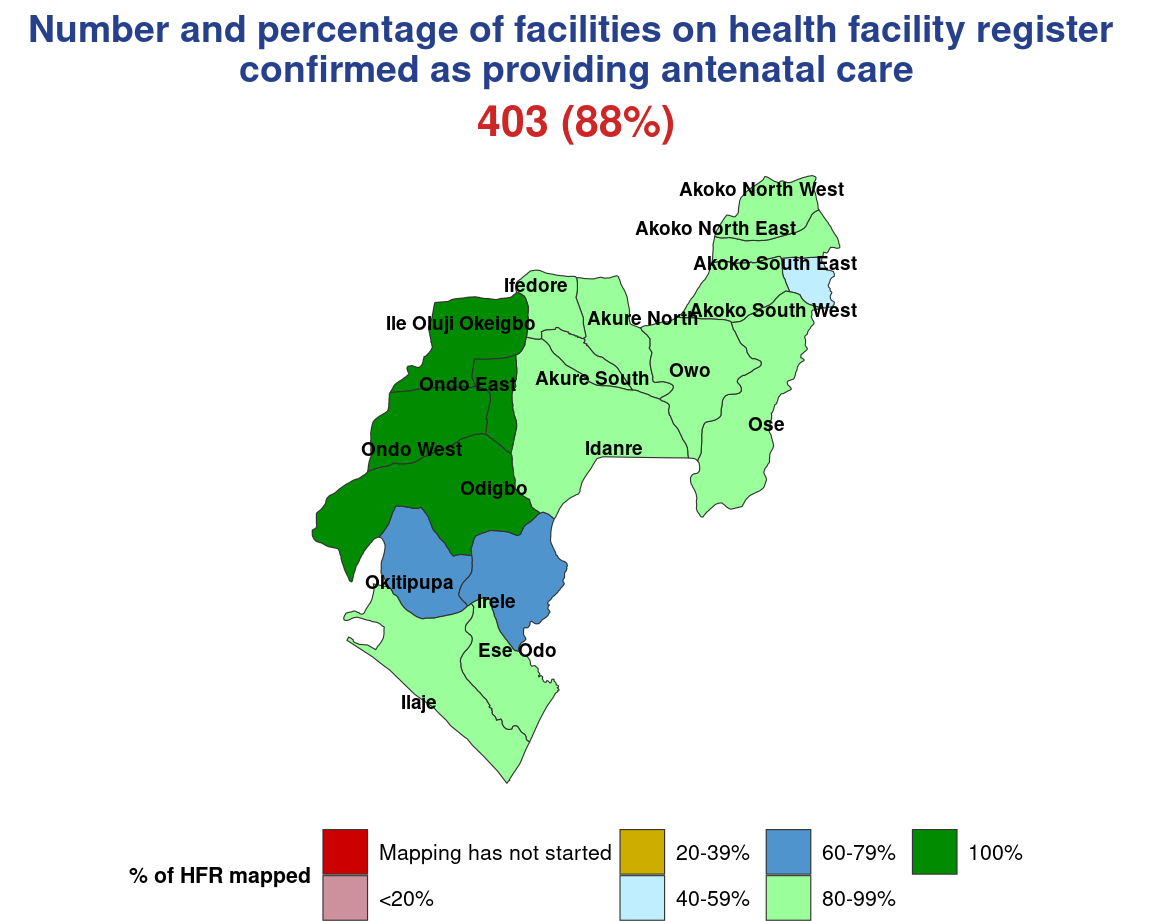 Number and percentage of facilities on health facility register
confirmed as providing antenatal care
403 (88%)
Akoko North West
Akoko North East
Akoko South East
Ifedore
Akoko South West
Akure North
Ile Oluji Okeigbo
Owo
Akure South
Ondo East
Ose
Idanre
Ondo West
Odigbo
Okitipupa
Irele
Ese Odo
Ilaje
% of HFR mapped
Mapping has not started
<20%
20-39%
40-59%
60-79%
80-99%
100%